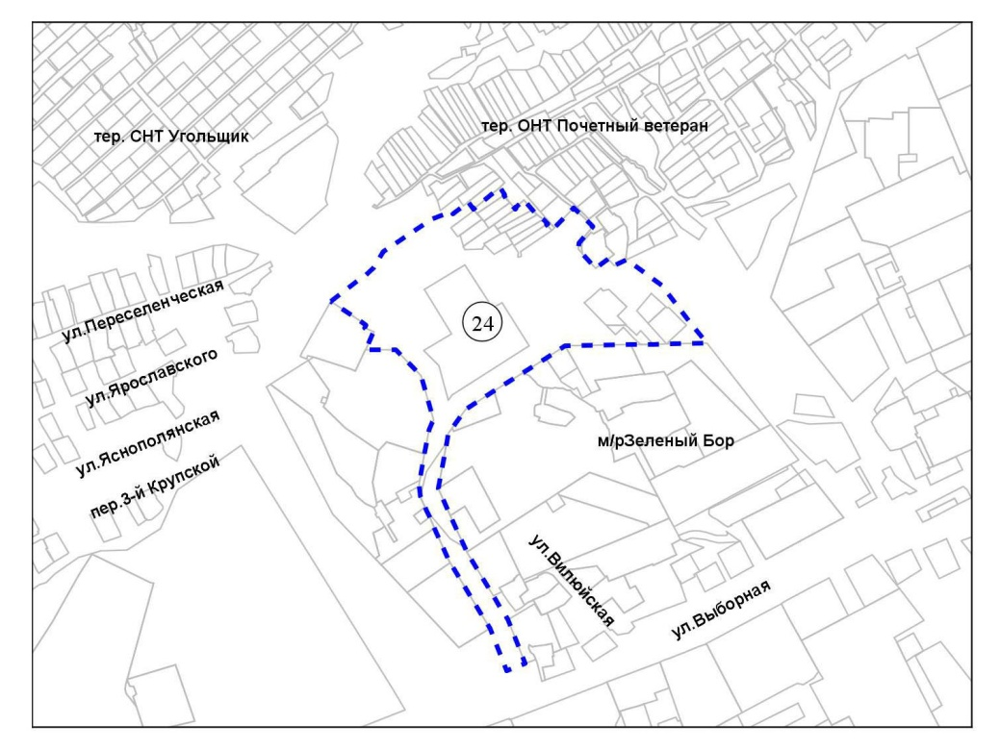 тер. ОНТ Почетный ветеран
тер. СНТ Угольщик
ул.Переселенческая
24
ул.Ярославского
ул.Яснополянская
м/рЗеленый Бор
пер.3-й Крупской
ул.Вилюйская
ул.Выборная